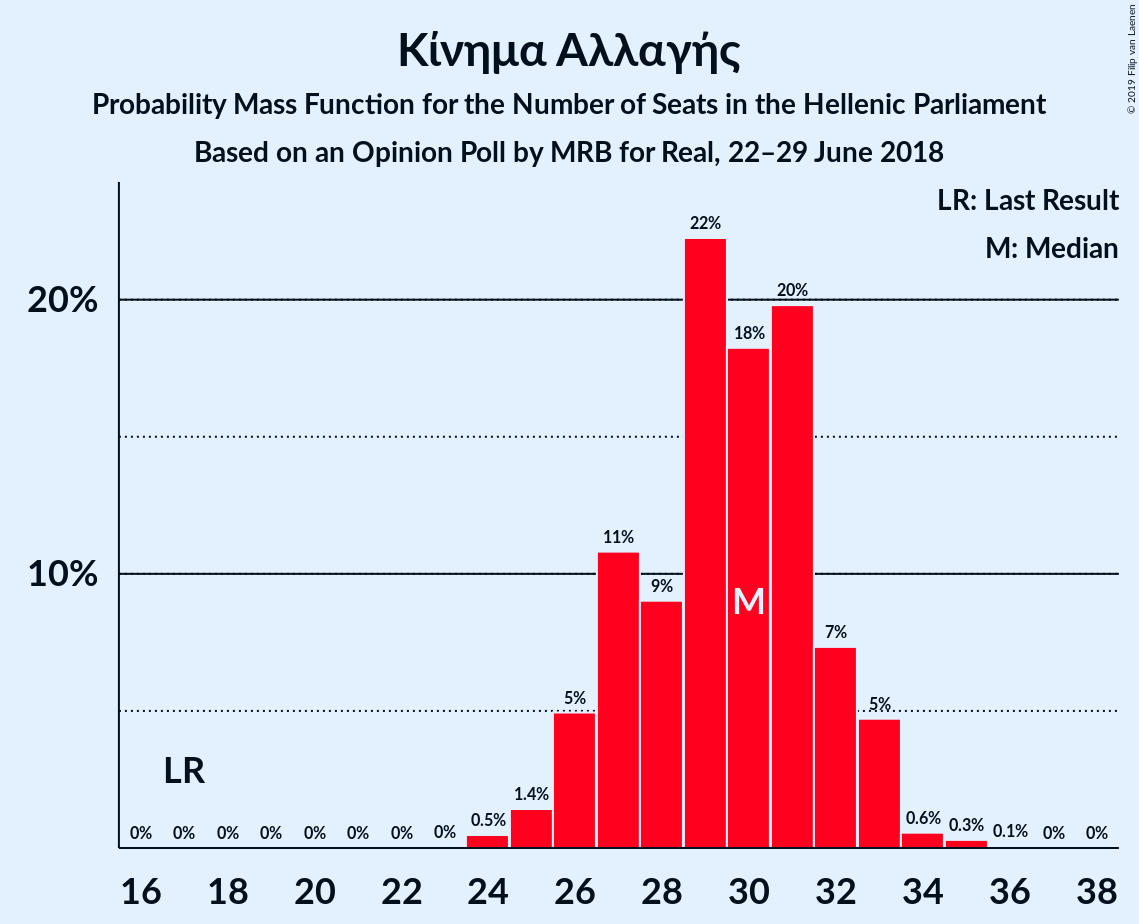 Κίνημα Αλλαγής
Probability Mass Function for the Number of Seats in the Hellenic Parliament
Based on an Opinion Poll by MRB for Real, 22–29 June 2018
© 2019 Filip van Laenen
LR: Last Result
M: Median
20%
10%
22%
20%
18%
11%
9%
7%
5%
5%
1.4%
0.5%
0.6%
0.3%
0.1%
M
LR
0% 0% 0% 0% 0% 0% 0% 0% 0% 0%
16 18 20 22 24 26 28 30 32 34 36 38